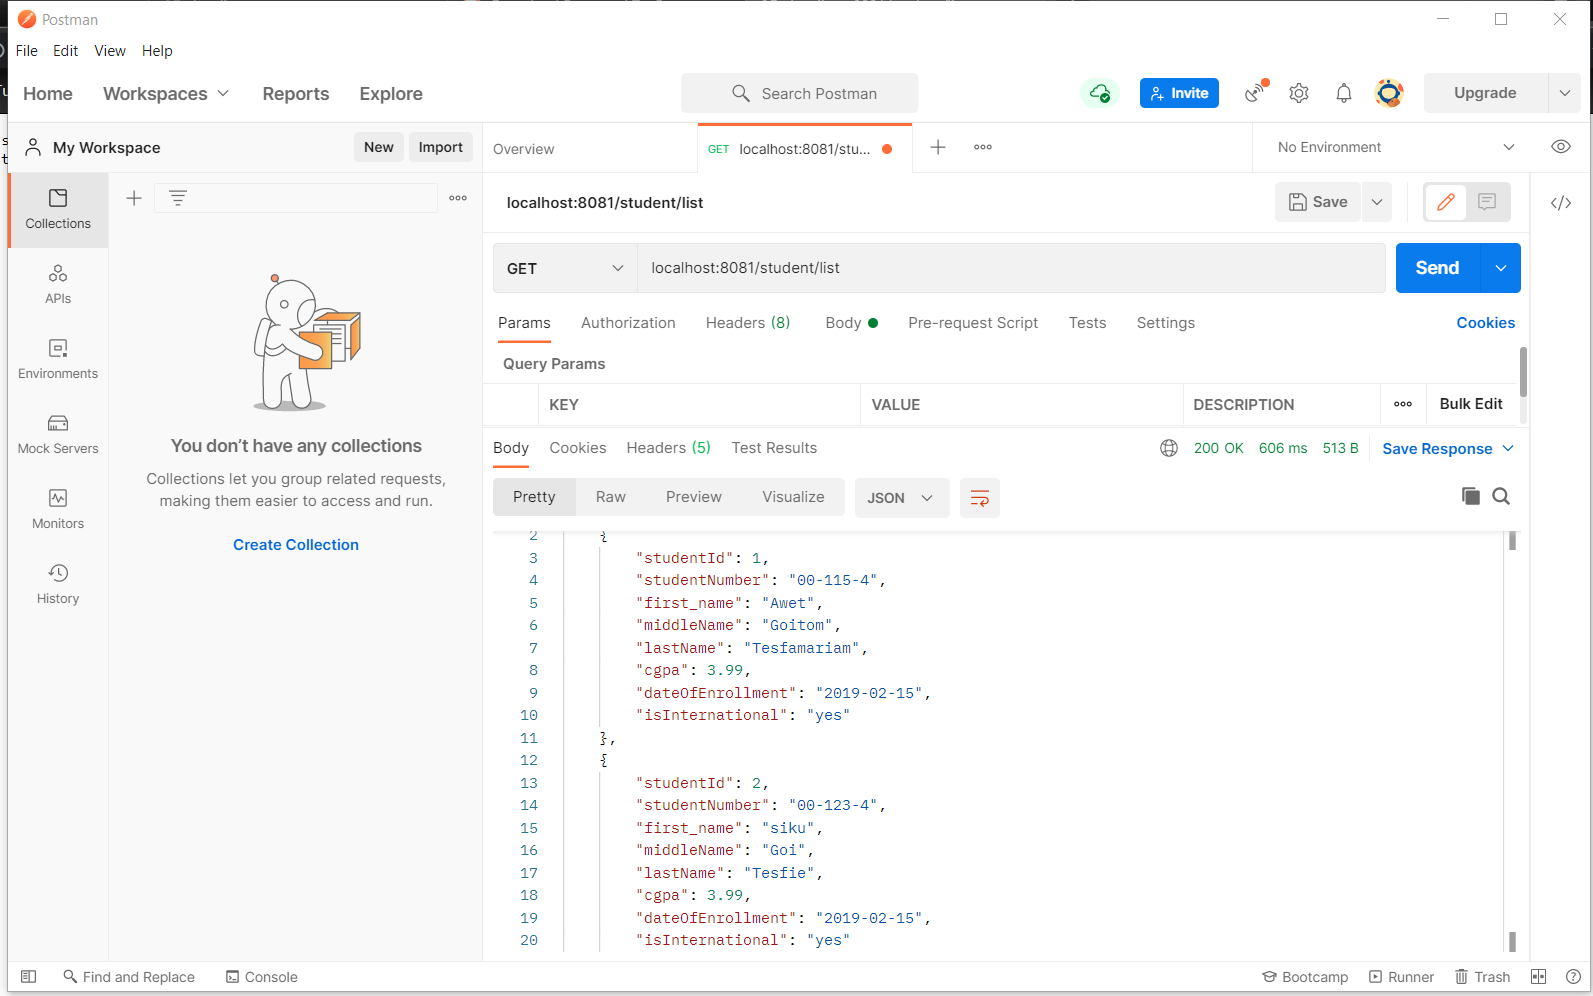 Postman
File Edit View Help
Home Workspaces Reports Explore Search Postman Invite Upgrade
My Workspace New Import Overview GET localhost:8081/stu... No Environment
Collections
APIs
Environments
Mock Servers
Monitors
History
You don't have any collections
Collections let you group related requests,
making them easier to access and run.
Create Collection
localhost:8081/student/list Save </>
GET localhost:8081/student/list Send
Params Authorization Headers (8) Body Pre-request Script Tests Settings Cookies
Query Params
KEY VALUE DESCRIPTION Bulk Edit
Body Cookies Headers (5) Test Results 200 OK 606 ms 513 B Save Response
Pretty Raw Preview Visualize JSON
2 {
3 "studentId": 1,
4 "studentNumber": "00-115-4",
5 "first_name": "Awet",
6 "middleName": "Goitom",
7 "lastName": "Tesfamariam",
8 "cgpa": 3.99,
9 "dateOfEnrollment": "2019-02-15",
10 "isInternational": "yes"
11 },
12 {
13 "studentId": 2,
14 "studentNumber": "00-123-4",
15 "first_name": "siku",
16 "middleName": "Goi",
17 "lastName": "Tesfie",
18 "cgpa": 3.99,
19 "dateOfEnrollment": "2019-02-15",
20 "isInternational": "yes"
Find and Replace Console Bootcamp Runner Trash